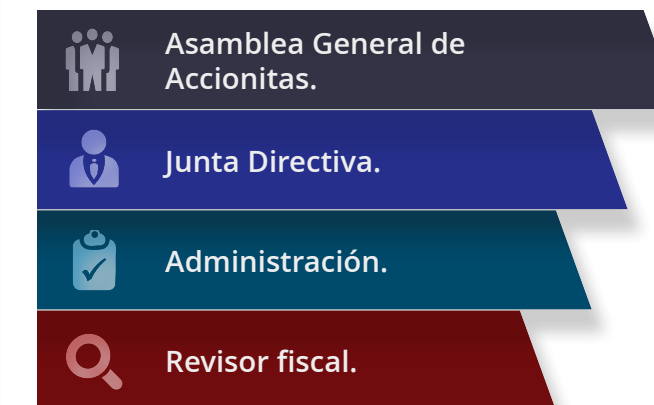 Asamblea General de
Accionitas.
Junta Directiva.
Administración.
Revisor fiscal.